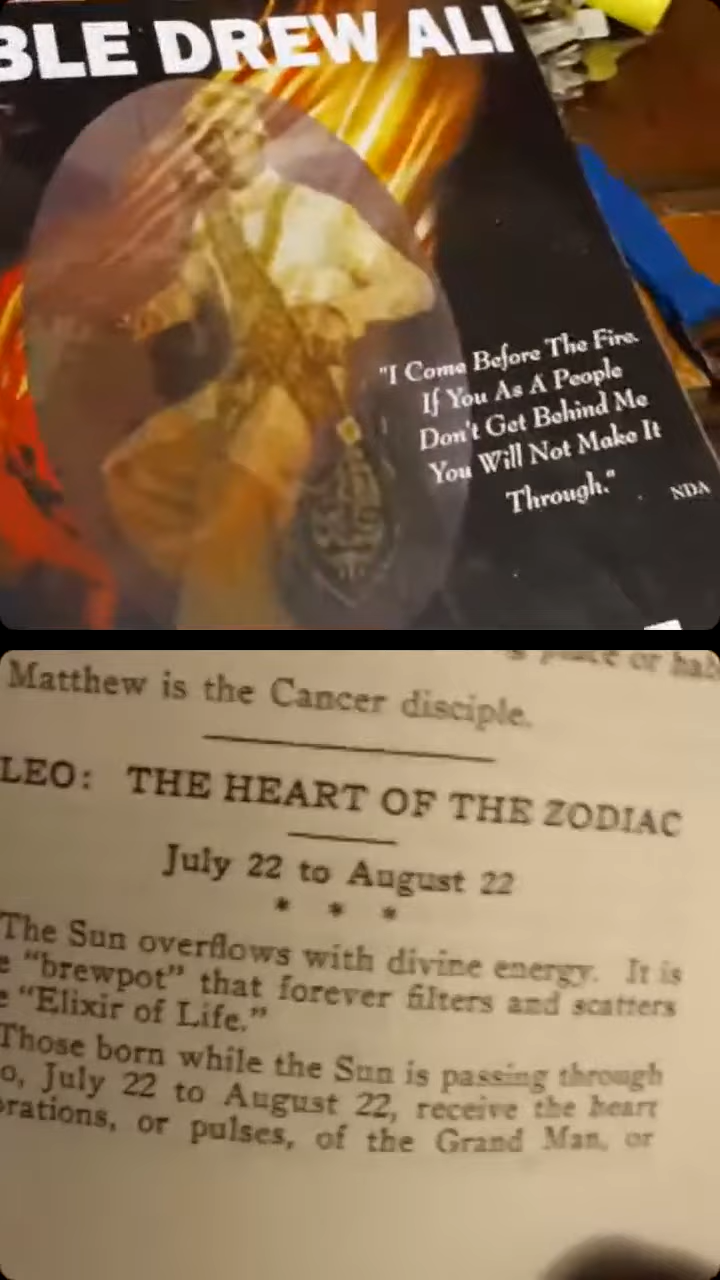 BLE DREW ALI
"I Come Before The Fire.
If You As A People
Don't Get Behind Me
You Will Not Make It
Through."
NDA
place or hab
Matthew is the Cancer disciple.
LEO: THE HEART OF THE ZODIAC
July 22 to August 22
* * *
The Sun overflows with divine energy. It is
e "brewpot" that forever filters and scatters
e "Elixir of Life."
Those born while the Sun is passing through
o, July 22 to August 22, receive the heart
brations, or pulses, of the Grand Man, or